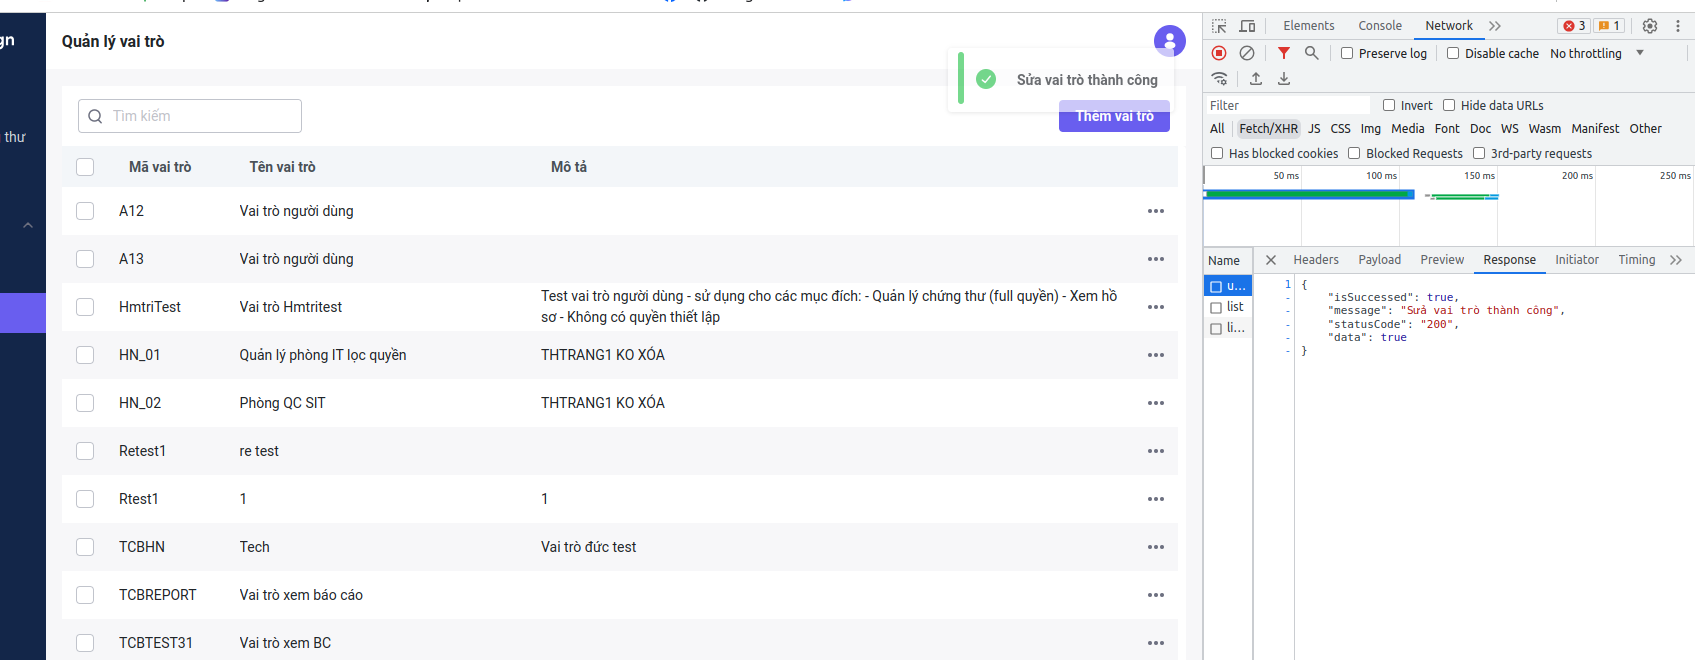 gn
Quản lý vai trò
Sửa vai trò thành công
Tìm kiếm
Thêm vai trò
thư
Mã vai trò Tên vai trò Mô tả
A12 Vai trò người dùng
A13 Vai trò người dùng
HmtriTest Vai trò Hmtritest Test vai trò người dùng - sử dụng cho các mục đích: - Quản lý chứng thư (full quyền) - Xem hồ
sơ - Không có quyền thiết lập
HN_01 Quản lý phòng IT lọc quyền THTRANG1 KO XÓA
HN_02 Phòng QC SIT THTRANG1 KO XÓA
Retest1 re test
Rtest1 1 1
TCBHN Tech Vai trò đức test
TCBREPORT Vai trò xem báo cáo
TCBTEST31 Vai trò xem BC
Elements Console Network 3 1
Preserve log Disable cache No throttling
Filter Invert Hide data URLs
All Fetch/XHR JS CSS Img Media Font Doc WS Wasm Manifest Other
Has blocked cookies Blocked Requests 3rd-party requests
50 ms 100 ms 150 ms 200 ms 250 ms
Name Headers Payload Preview Response Initiator Timing
u...
list
li...
1 {
- "isSuccessed": true,
- "message": "Sửa vai trò thành công",
- "statusCode": "200",
- "data": true
- }